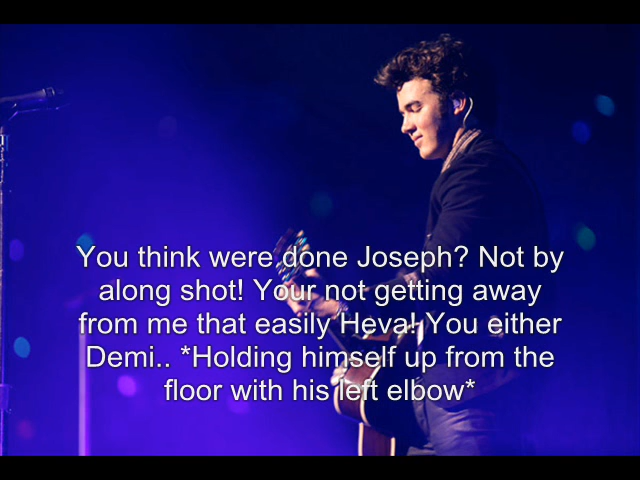 You think were done Joseph? Not by
along shot! Your not getting away
from me that easily Heva! You either
Demi.. *Holding himself up from the
floor with his left elbow*